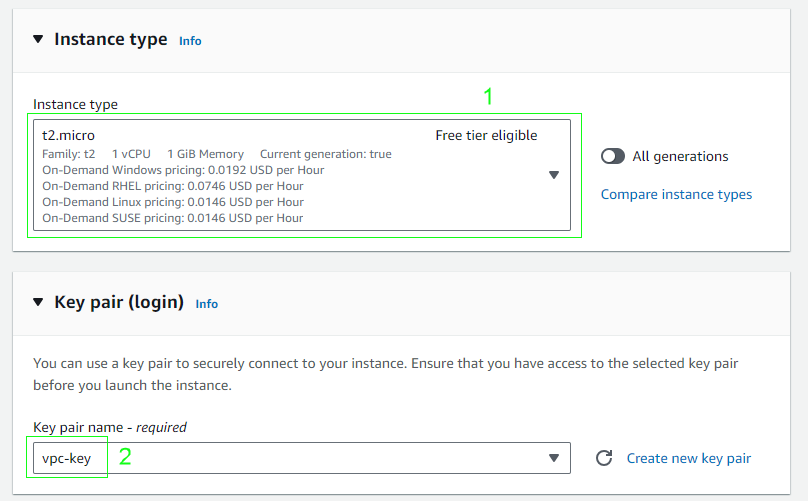 Instance type Info
1
Instance type
t2.micro Free tier eligible
Family: t2 1 vCPU 1 GiB Memory Current generation: true
On-Demand Windows pricing: 0.0192 USD per Hour
On-Demand RHEL pricing: 0.0746 USD per Hour
On-Demand Linux pricing: 0.0146 USD per Hour
On-Demand SUSE pricing: 0.0146 USD per Hour
All generations
Compare instance types
Key pair (login) Info
You can use a key pair to securely connect to your instance. Ensure that you have access to the selected key pair
before you launch the instance.
Key pair name - required
vpc-key 2
Create new key pair